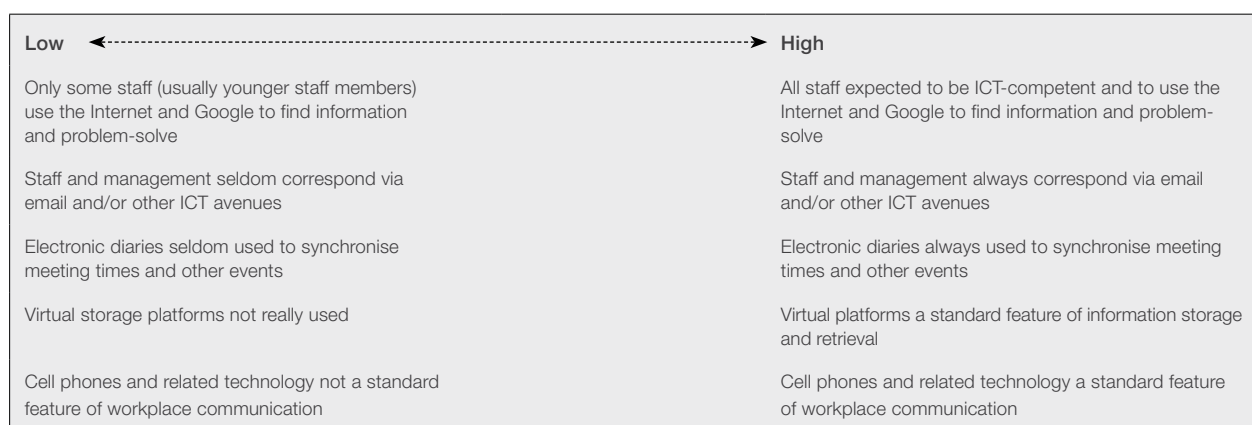 Low
High
Only some staff (usually younger staff members)
use the Internet and Google to find information
and problem-solve
All staff expected to be ICT-competent and to use the
Internet and Google to find information and problem-
solve
Staff and management seldom correspond via
email and/or other ICT avenues
Staff and management always correspond via email
and/or other ICT avenues
Electronic diaries seldom used to synchronise
meeting times and other events
Electronic diaries always used to synchronise meeting
times and other events
Virtual storage platforms not really used
Virtual platforms a standard feature of information storage
and retrieval
Cell phones and related technology not a standard
feature of workplace communication
Cell phones and related technology a standard feature
of workplace communication